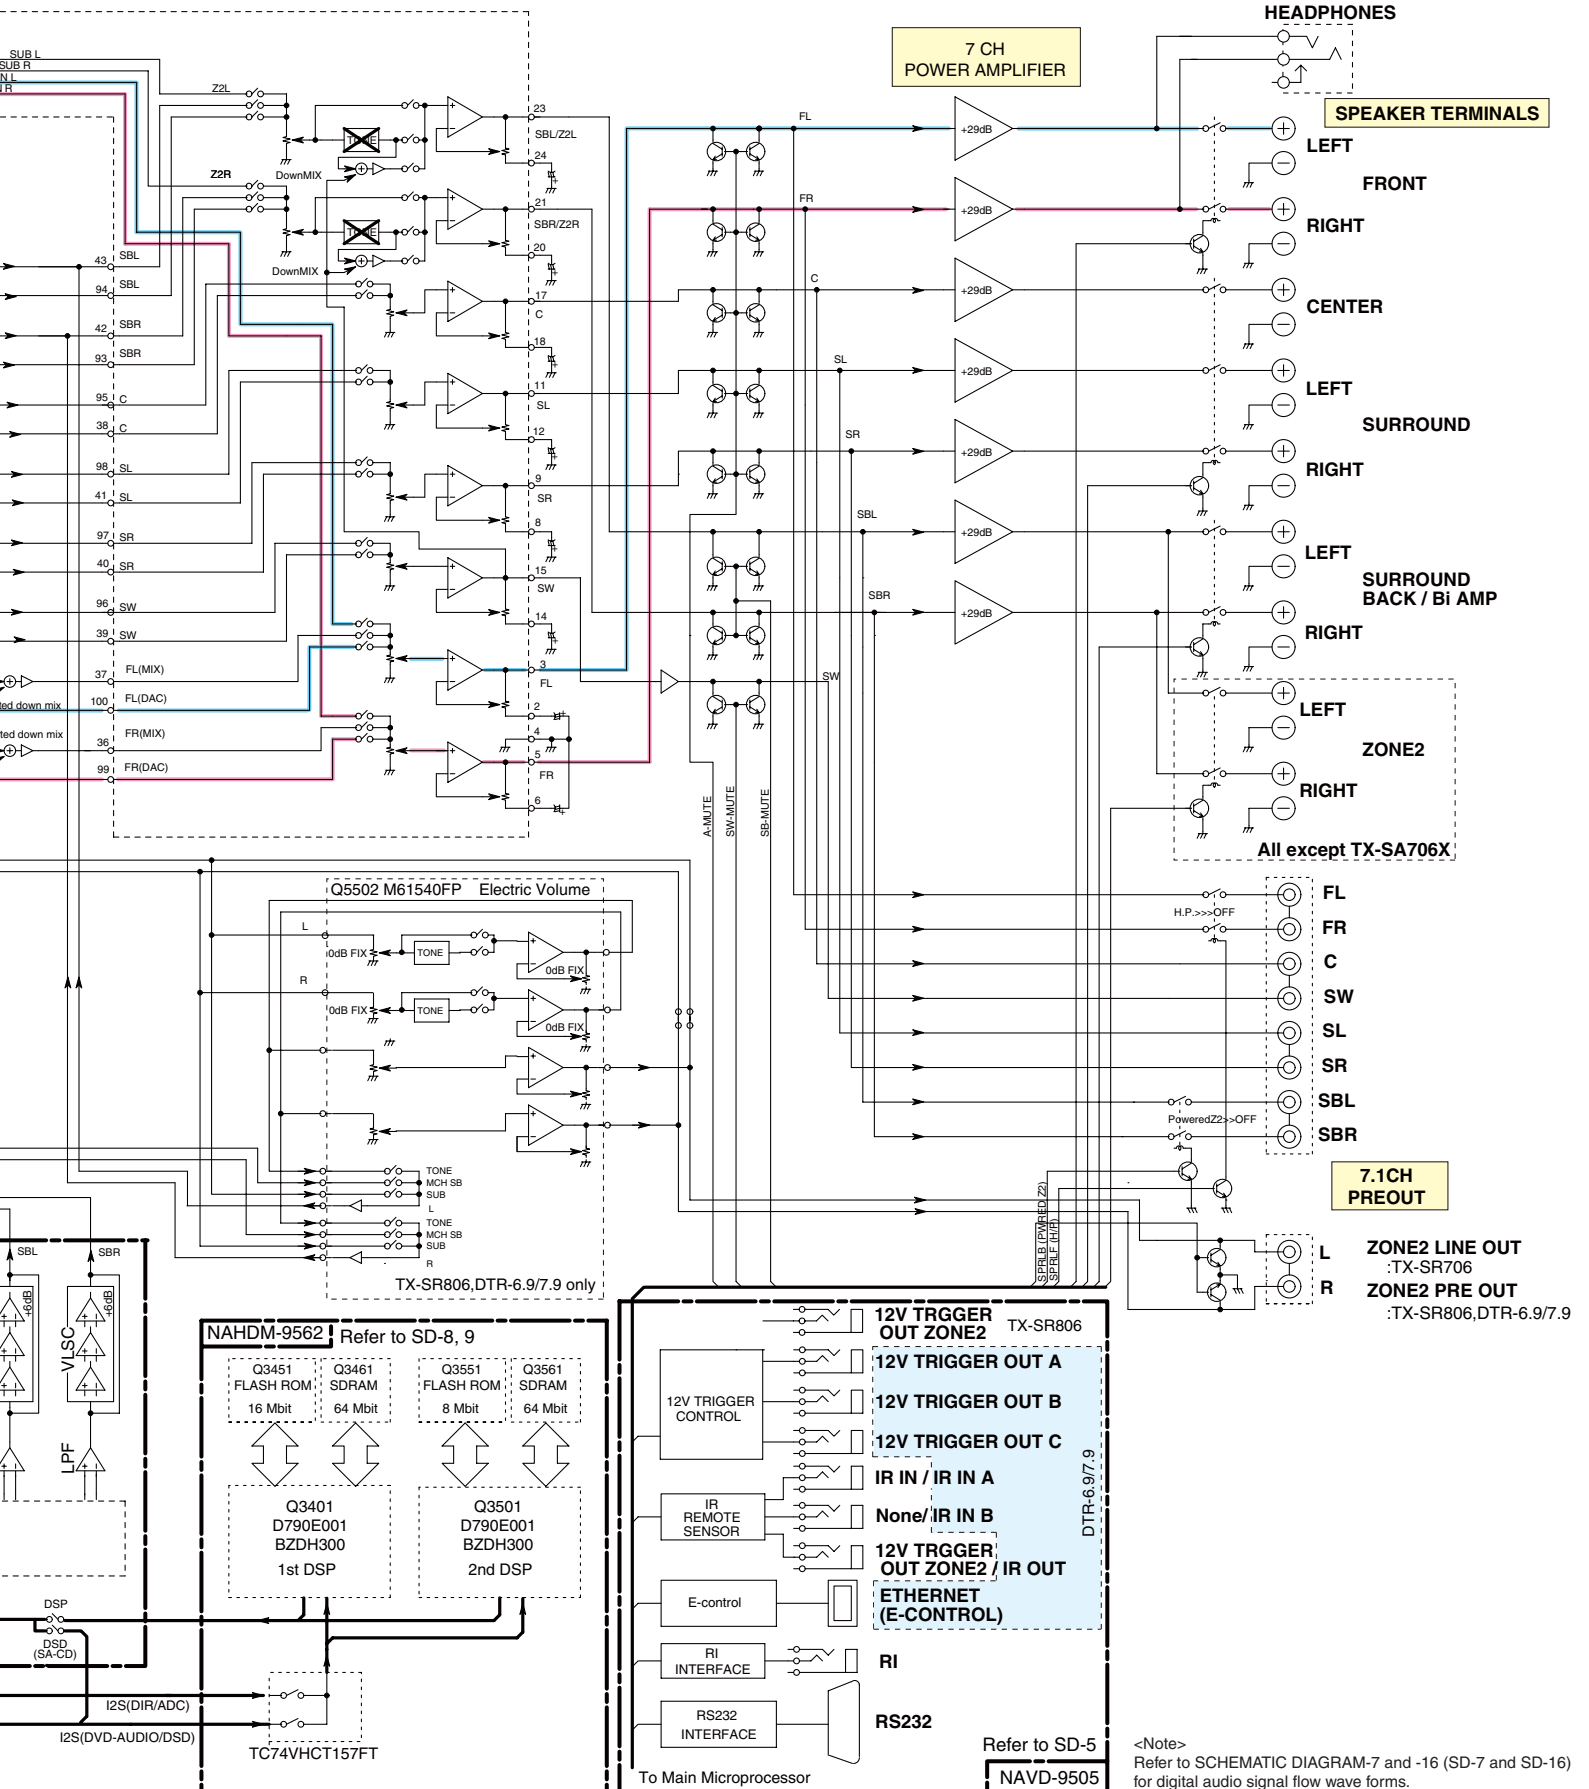 HEADPHONES
7 CH
POWER AMPLIFIER
SPEAKER TERMINALS
SUB L
SUB R
N L
R
Z2L
TONE
DownMIX
23
SBL/Z2L
24
Z2R
TONE
DownMIX
21
SBR/Z2R
20
FL
+29dB
LEFT
FRONT
FR
+29dB
RIGHT
43 SBL
94 SBL
42 SBR
93 SBR
95 C
38 C
98 SL
41 SL
97 SR
40 SR
96 SW
39 SW
37 FL(MIX)
ted down mix
100 FL(DAC)
ted down mix
36 FR(MIX)
99 FR(DAC)
17
C
18
11
SL
12
9
SR
8
15
SW
14
3
FL
2
4
5
FR
6
C
+29dB
CENTER
SL
+29dB
LEFT
SURROUND
SR
+29dB
RIGHT
SBL
+29dB
LEFT
SURROUND
BACK / Bi AMP
SBR
+29dB
RIGHT
SW
LEFT
ZONE2
RIGHT
All except TX-SA706X
A-MUTE
SW-MUTE
SB-MUTE
Q5502 M61540FP Electric Volume
L
0dB FIX
TONE
0dB FIX
R
0dB FIX
TONE
0dB FIX
TONE
MCH SB
SUB
L
TONE
MCH SB
SUB
R
TX-SR806,DTR-6.9/7.9 only
FL
H.P.>>>OFF
FR
C
SW
SL
SR
SBL
PoweredZ2>>OFF
SBR
7.1CH
PREOUT
SPRLB (PWRED Z2)
SPRLF (H/P)
L
R
ZONE2 LINE OUT
:TX-SR706
ZONE2 PRE OUT
:TX-SR806,DTR-6.9/7.9
SBL
SBR
+6dB
+6dB
VLSC
LPF
DSP
DSD
(SA-CD)
I2S(DIR/ADC)
I2S(DVD-AUDIO/DSD)
NAHDM-9562
Refer to SD-8, 9
Q3451
FLASH ROM
16 Mbit
Q3461
SDRAM
64 Mbit
Q3551
FLASH ROM
8 Mbit
Q3561
SDRAM
64 Mbit
Q3401
D790E001
BZDH300
1st DSP
Q3501
D790E001
BZDH300
2nd DSP
TC74VHCT157FT
12V TRGGER
OUT ZONE2
TX-SR806
12V TRIGGER
CONTROL
12V TRIGGER OUT A
12V TRIGGER OUT B
12V TRIGGER OUT C
DTR-6.9/7.9
IR
REMOTE
SENSOR
IR IN / IR IN A
None/ IR IN B
12V TRGGER
OUT ZONE2 / IR OUT
E-control
ETHERNET
(E-CONTROL)
RI
INTERFACE
RI
RS232
INTERFACE
RS232
Refer to SD-5
NAVD-9505
To Main Microprocessor
<Note>
Refer to SCHEMATIC DIAGRAM-7 and -16 (SD-7 and SD-16)
for digital audio signal flow wave forms.